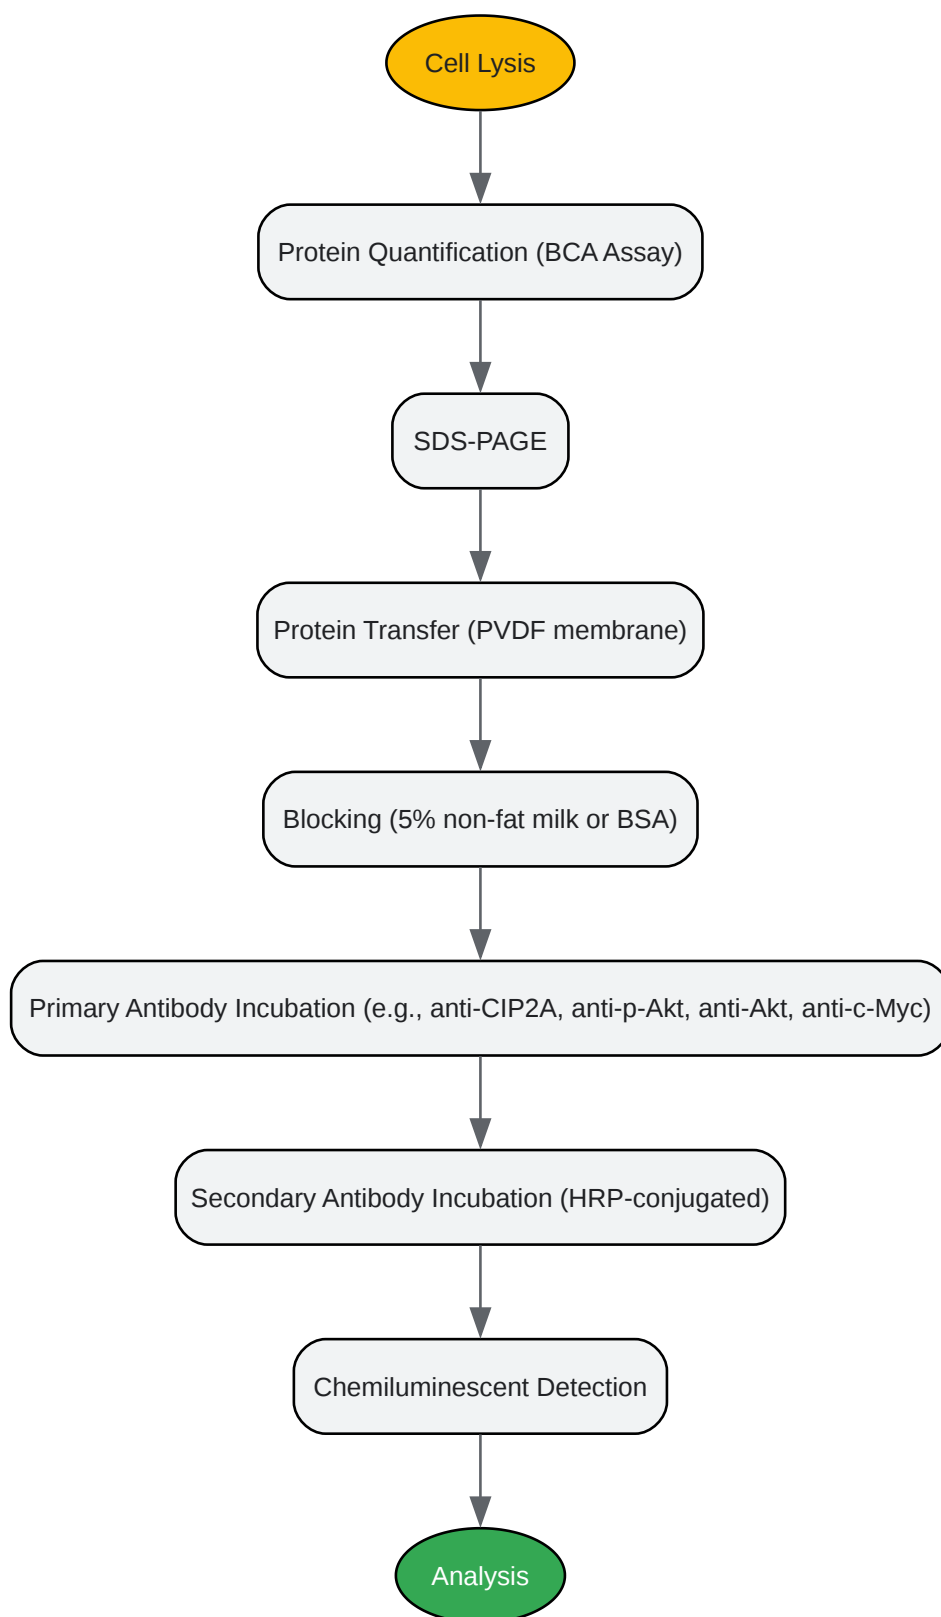 Cell Lysis
Protein Quantification (BCA Assay)
SDS-PAGE
Protein Transfer (PVDF membrane)
Blocking (5% non-fat milk or BSA)
Primary Antibody Incubation (e.g., anti-CIP2A, anti-p-Akt, anti-Akt, anti-c-Myc)
Secondary Antibody Incubation (HRP-conjugated)
Chemiluminescent Detection
Analysis